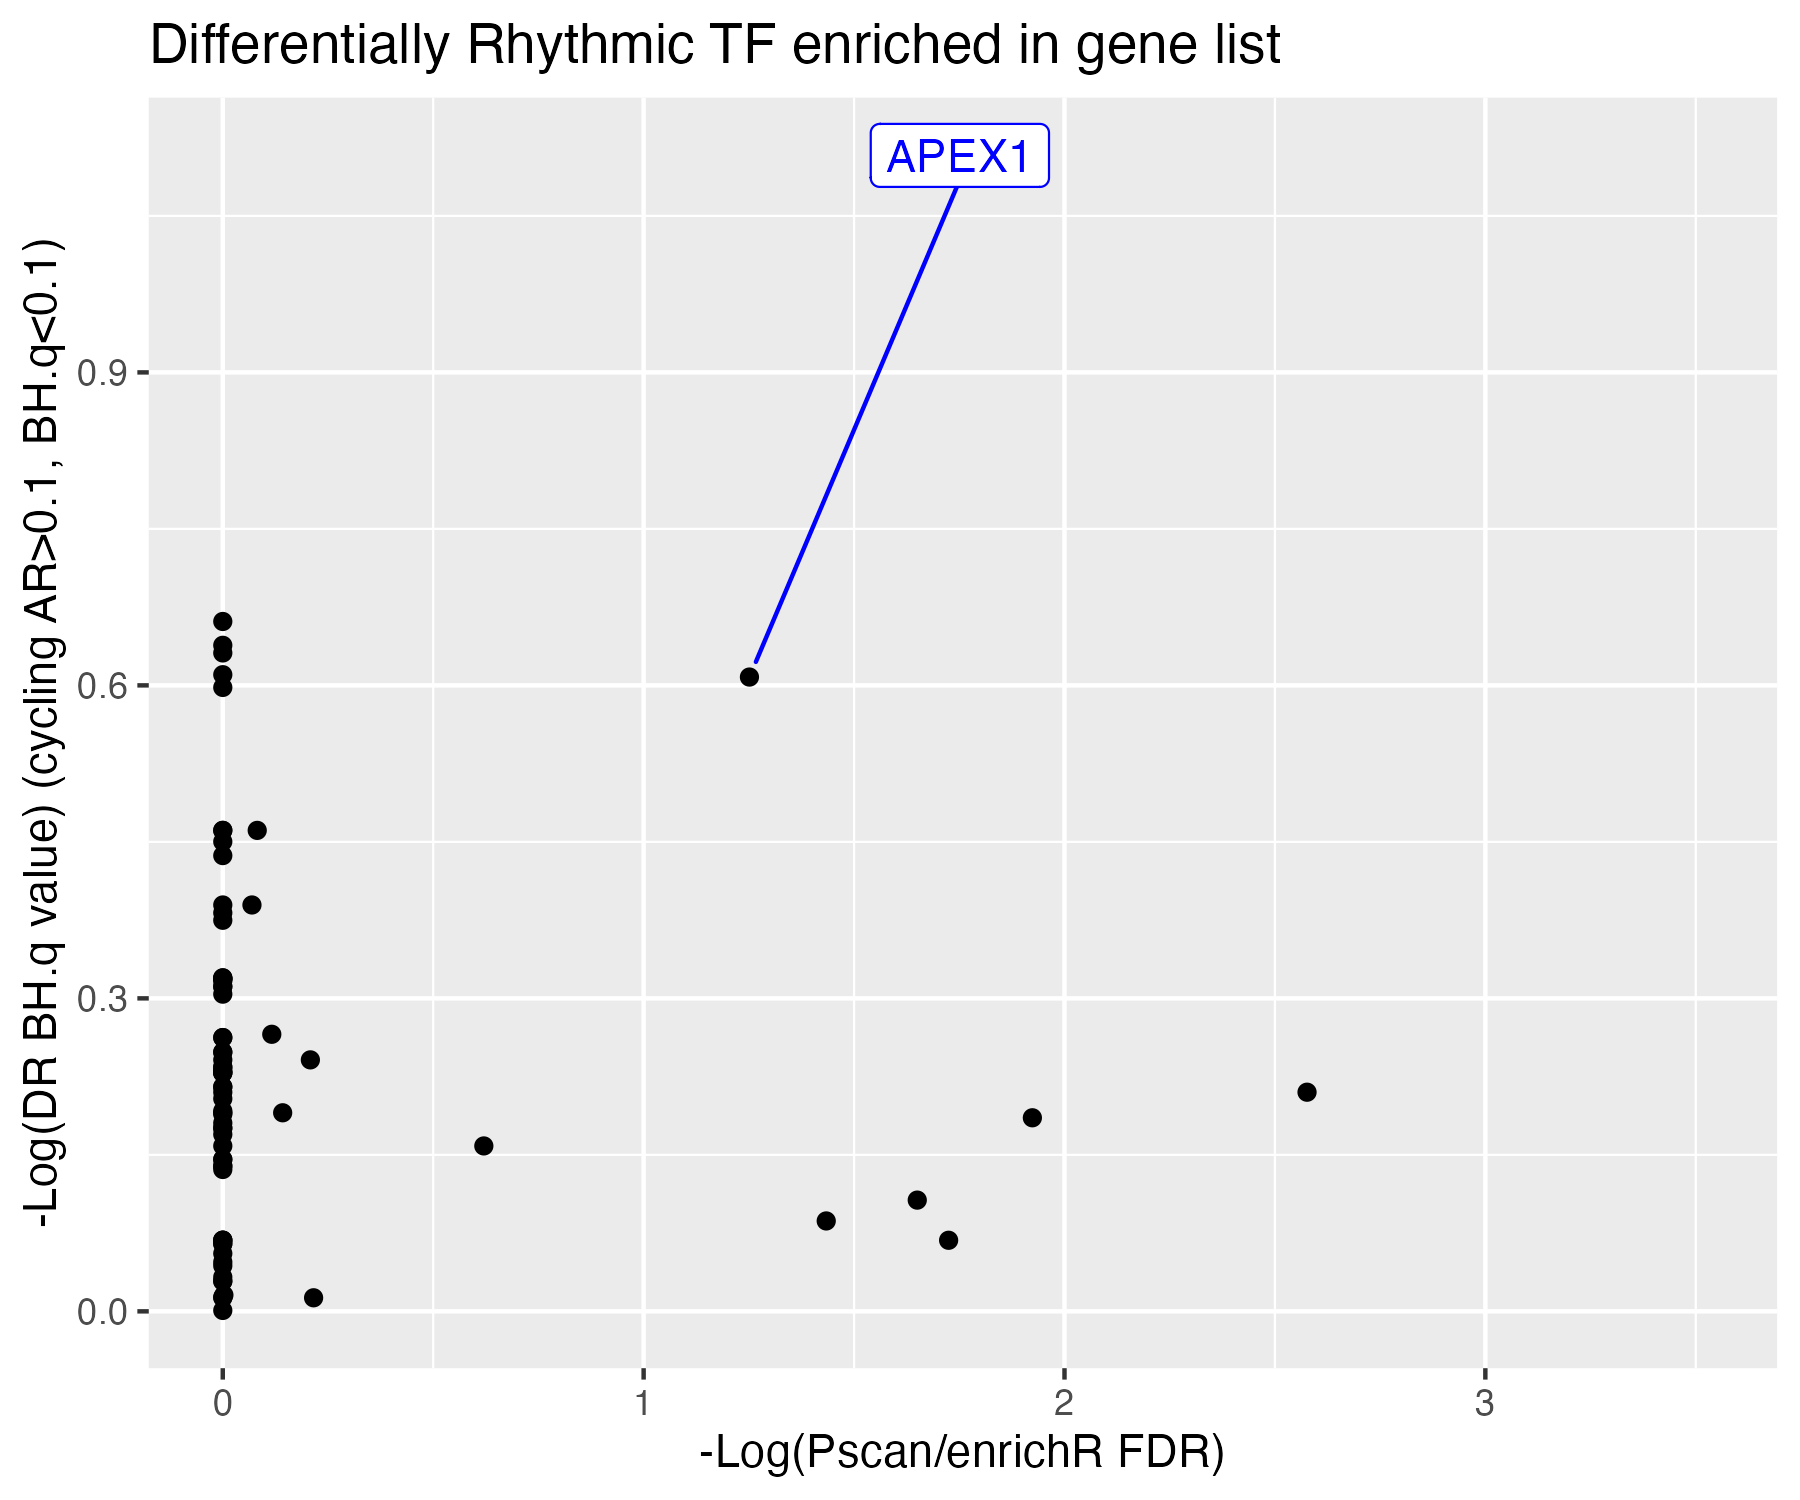 Differentially Rhythmic TF enriched in gene list
APEX1
-Log(DR BH.q value) (cycling AR>0.1, BH.q<0.1)
0.9
0.6
0.3
0.0
0
1
2
3
-Log(Pscan/enrichR FDR)